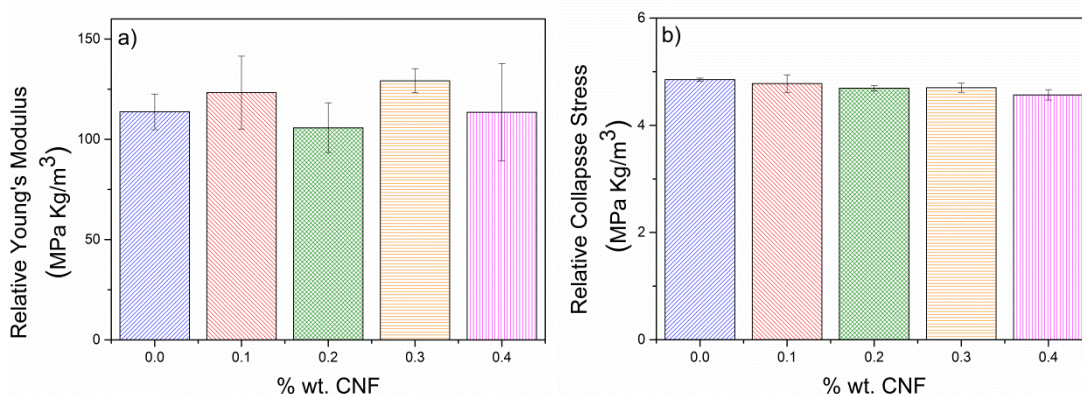 a)
Relative Young's Modulus
(MPa Kg/m³)
150
100
50
0
0.0 0.1 0.2 0.3 0.4
% wt. CNF
b)
Relative Collapsse Stress
(MPa Kg/m³)
6
4
2
0
0.0 0.1 0.2 0.3 0.4
% wt. CNF